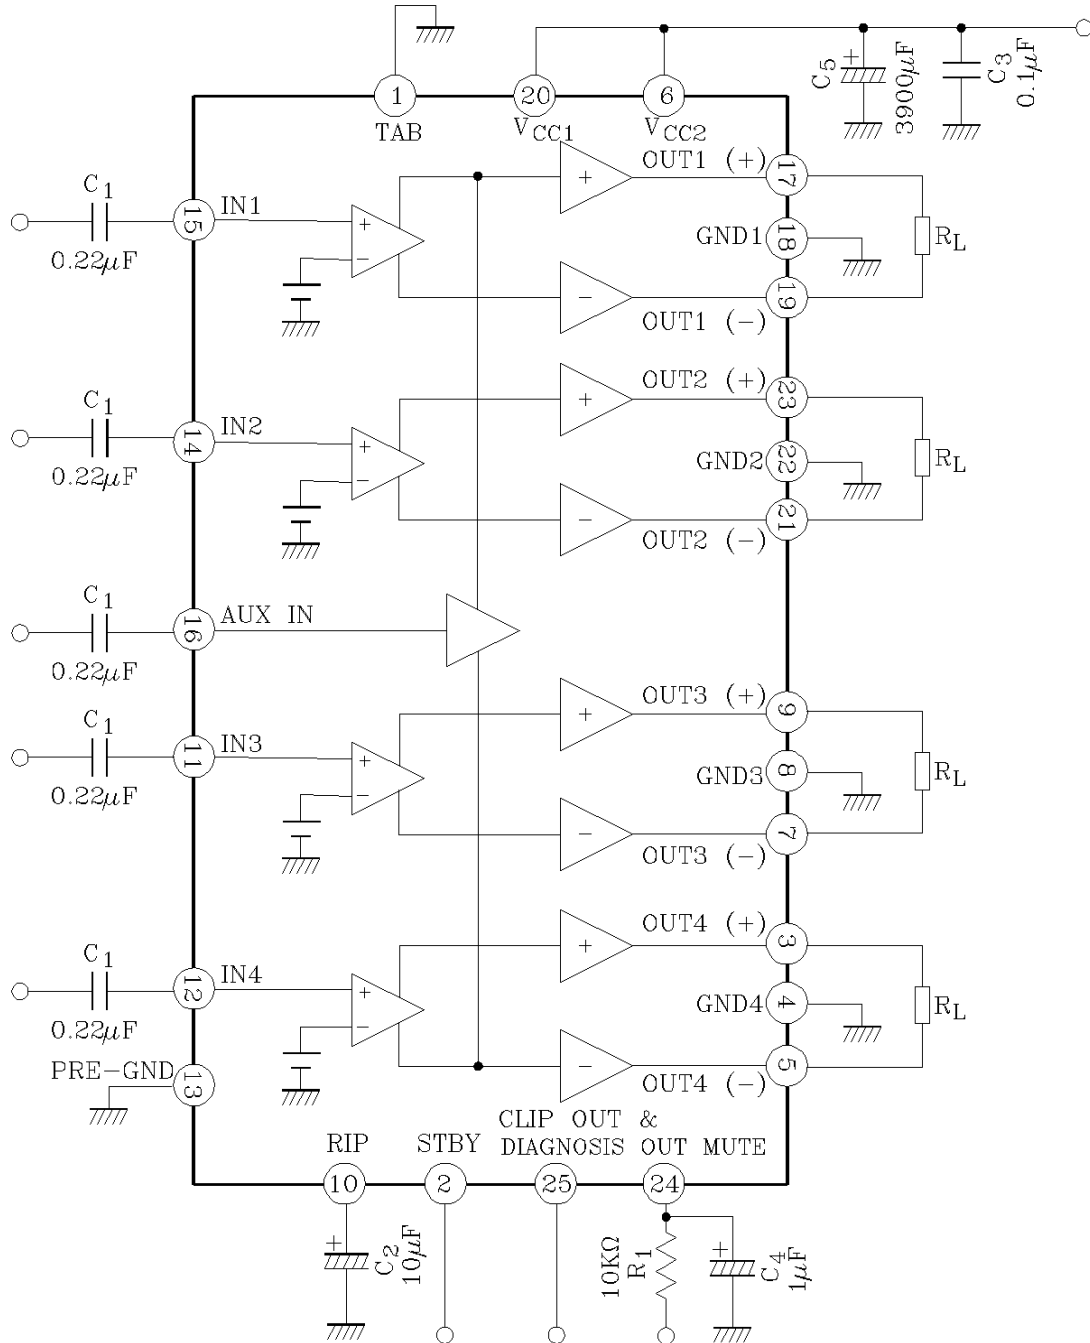 1
TAB
20
VCC1
6
VCC2
C5
+
3900μF
C3
0.1μF
C1
0.22μF
15
IN1
+
−
+
OUT1 (+)
17
GND1
18
RL
−
OUT1 (−)
19
C1
0.22μF
14
IN2
+
−
+
OUT2 (+)
23
GND2
22
RL
−
OUT2 (−)
21
C1
0.22μF
16
AUX IN
C1
0.22μF
11
IN3
+
−
+
OUT3 (+)
9
GND3
8
RL
−
OUT3 (−)
7
C1
0.22μF
12
IN4
+
−
+
OUT4 (+)
3
GND4
4
RL
−
OUT4 (−)
5
PRE-GND
13
RIP
10
STBY
2
CLIP OUT &
DIAGNOSIS
25
OUT MUTE
24
+
C2
10μF
10KΩ
R1
+
C4
1μF